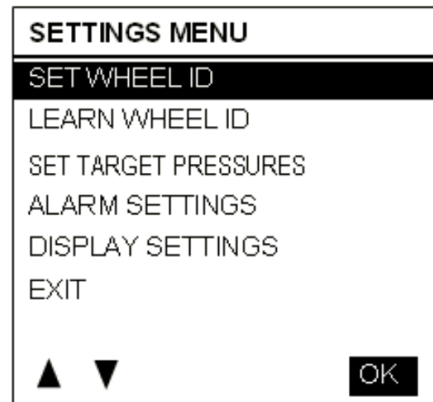 SETTINGS MENU
SET WHEEL ID
LEARN WHEEL ID
SET TARGET PRESSURES
ALARM SETTINGS
DISPLAY SETTINGS
EXIT
▲ ▼ OK